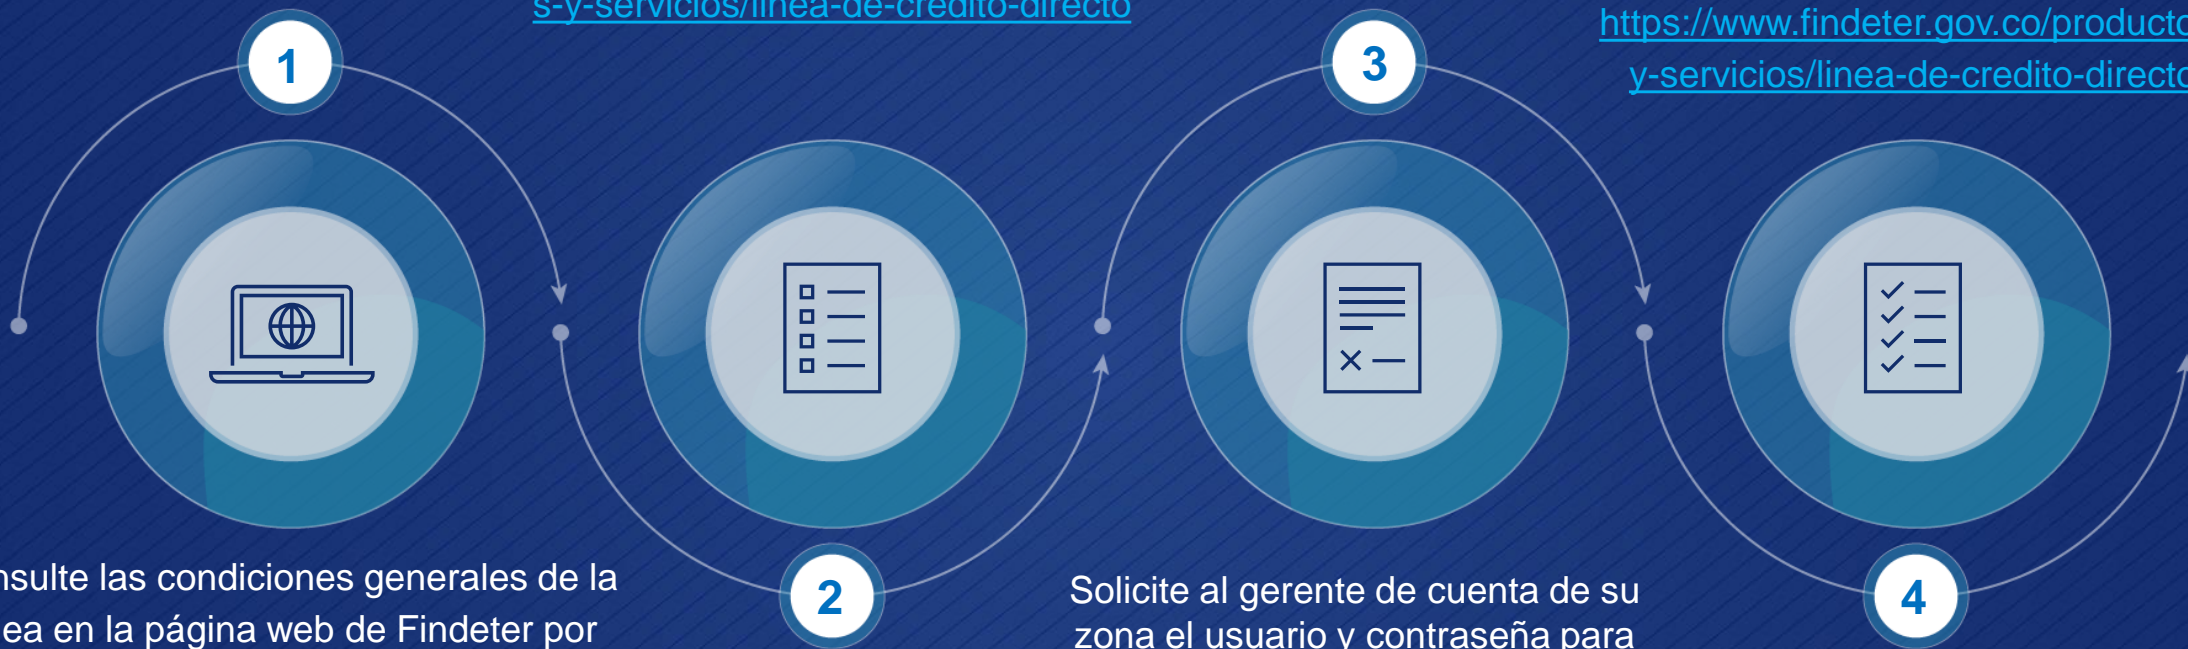 s-y-servicios/linea-de-credito-directo
https://www.findeter.gov.co/producto
y-servicios/linea-de-credito-directo
1
3
nsulte las condiciones generales de la
ea en la página web de Findeter por
2
Solicite al gerente de cuenta de su
zona el usuario y contraseña para
4